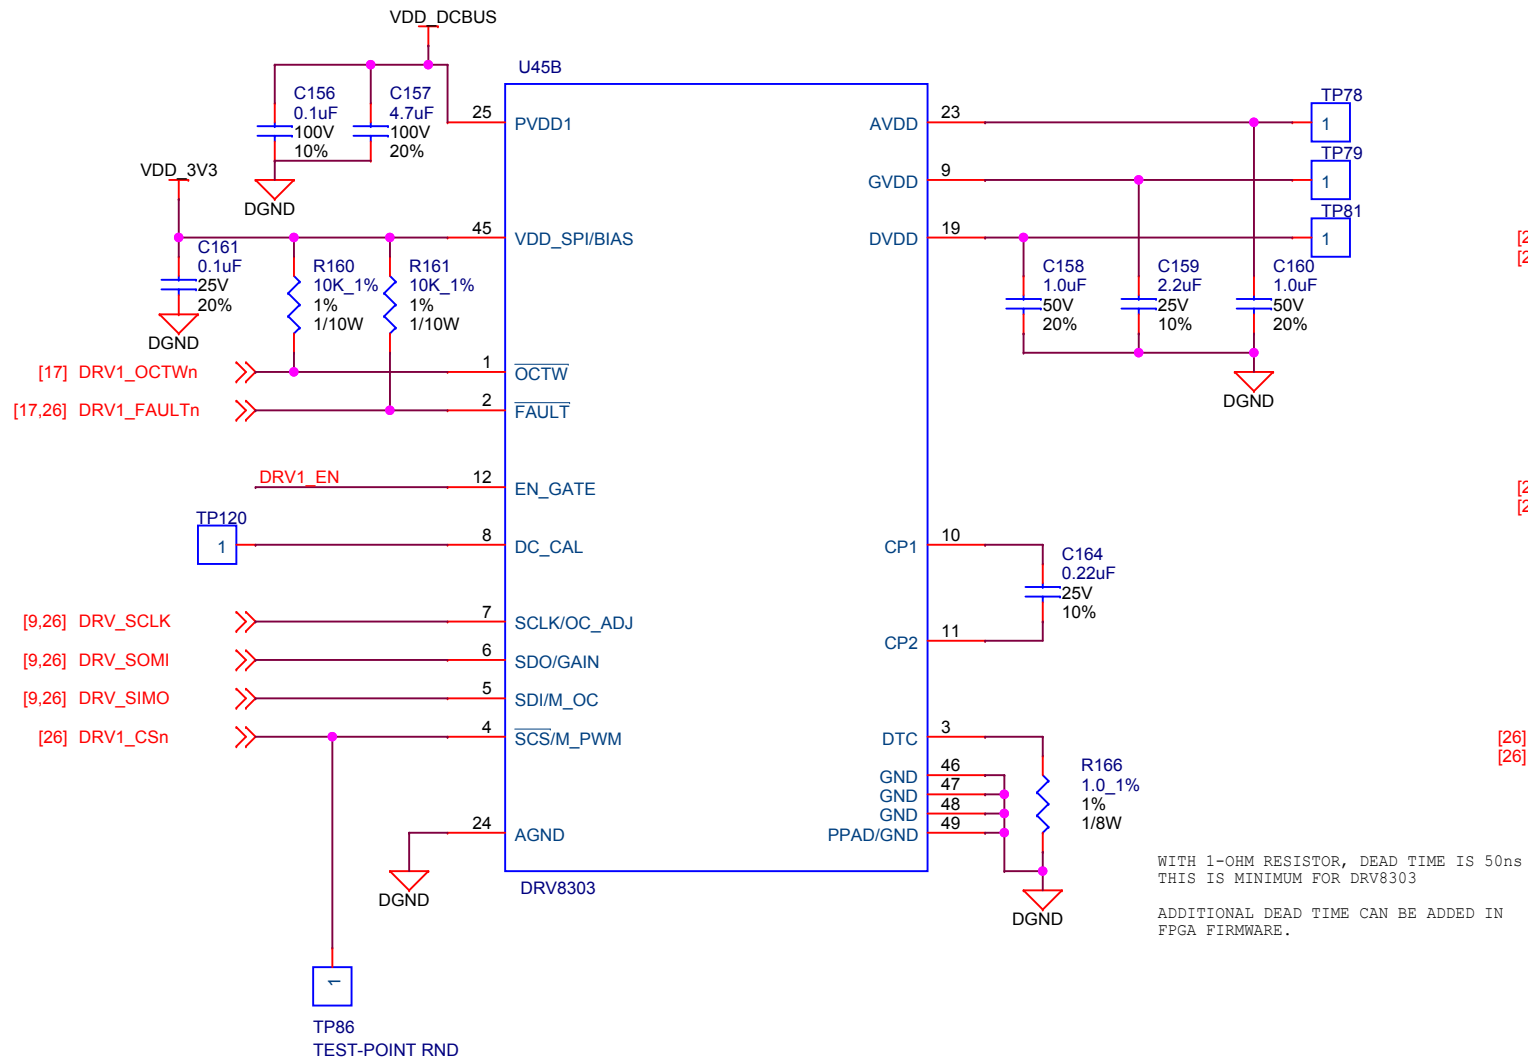 VDD_DCBUS
U45B
C156
0.1uF
100V
10%
C157
4.7uF
100V
20%
DGND
25 PVDD1
VDD_3V3
C161
0.1uF
25V
20%
DGND
R160
10K_1%
1%
1/10W
R161
10K_1%
1%
1/10W
45 VDD_SPI/BIAS
[17] DRV1_OCTWn 1 OCTW
[17,26] DRV1_FAULTn 2 FAULT
DRV1_EN 12 EN_GATE
TP120
1 8 DC_CAL
[9,26] DRV_SCLK 7 SCLK/OC_ADJ
[9,26] DRV_SOMI 6 SDO/GAIN
[9,26] DRV_SIMO 5 SDI/M_OC
[26] DRV1_CSn 4 SCS/M_PWM
24 AGND
DGND
DRV8303
1
TP86
TEST-POINT RND
AVDD 23
TP78
1
GVDD 9
TP79
1
DVDD 19
TP81
1
C158
1.0uF
50V
20%
C159
2.2uF
25V
10%
C160
1.0uF
50V
20%
DGND
CP1 10
C164
0.22uF
25V
10%
CP2 11
DTC 3
GND 46
GND 47
GND 48
PPAD/GND 49
R166
1.0_1%
1%
1/8W
DGND
WITH 1-OHM RESISTOR, DEAD TIME IS 50ns
THIS IS MINIMUM FOR DRV8303
ADDITIONAL DEAD TIME CAN BE ADDED IN
FPGA FIRMWARE.
[2
[2
[2
[2
[26]
[26]